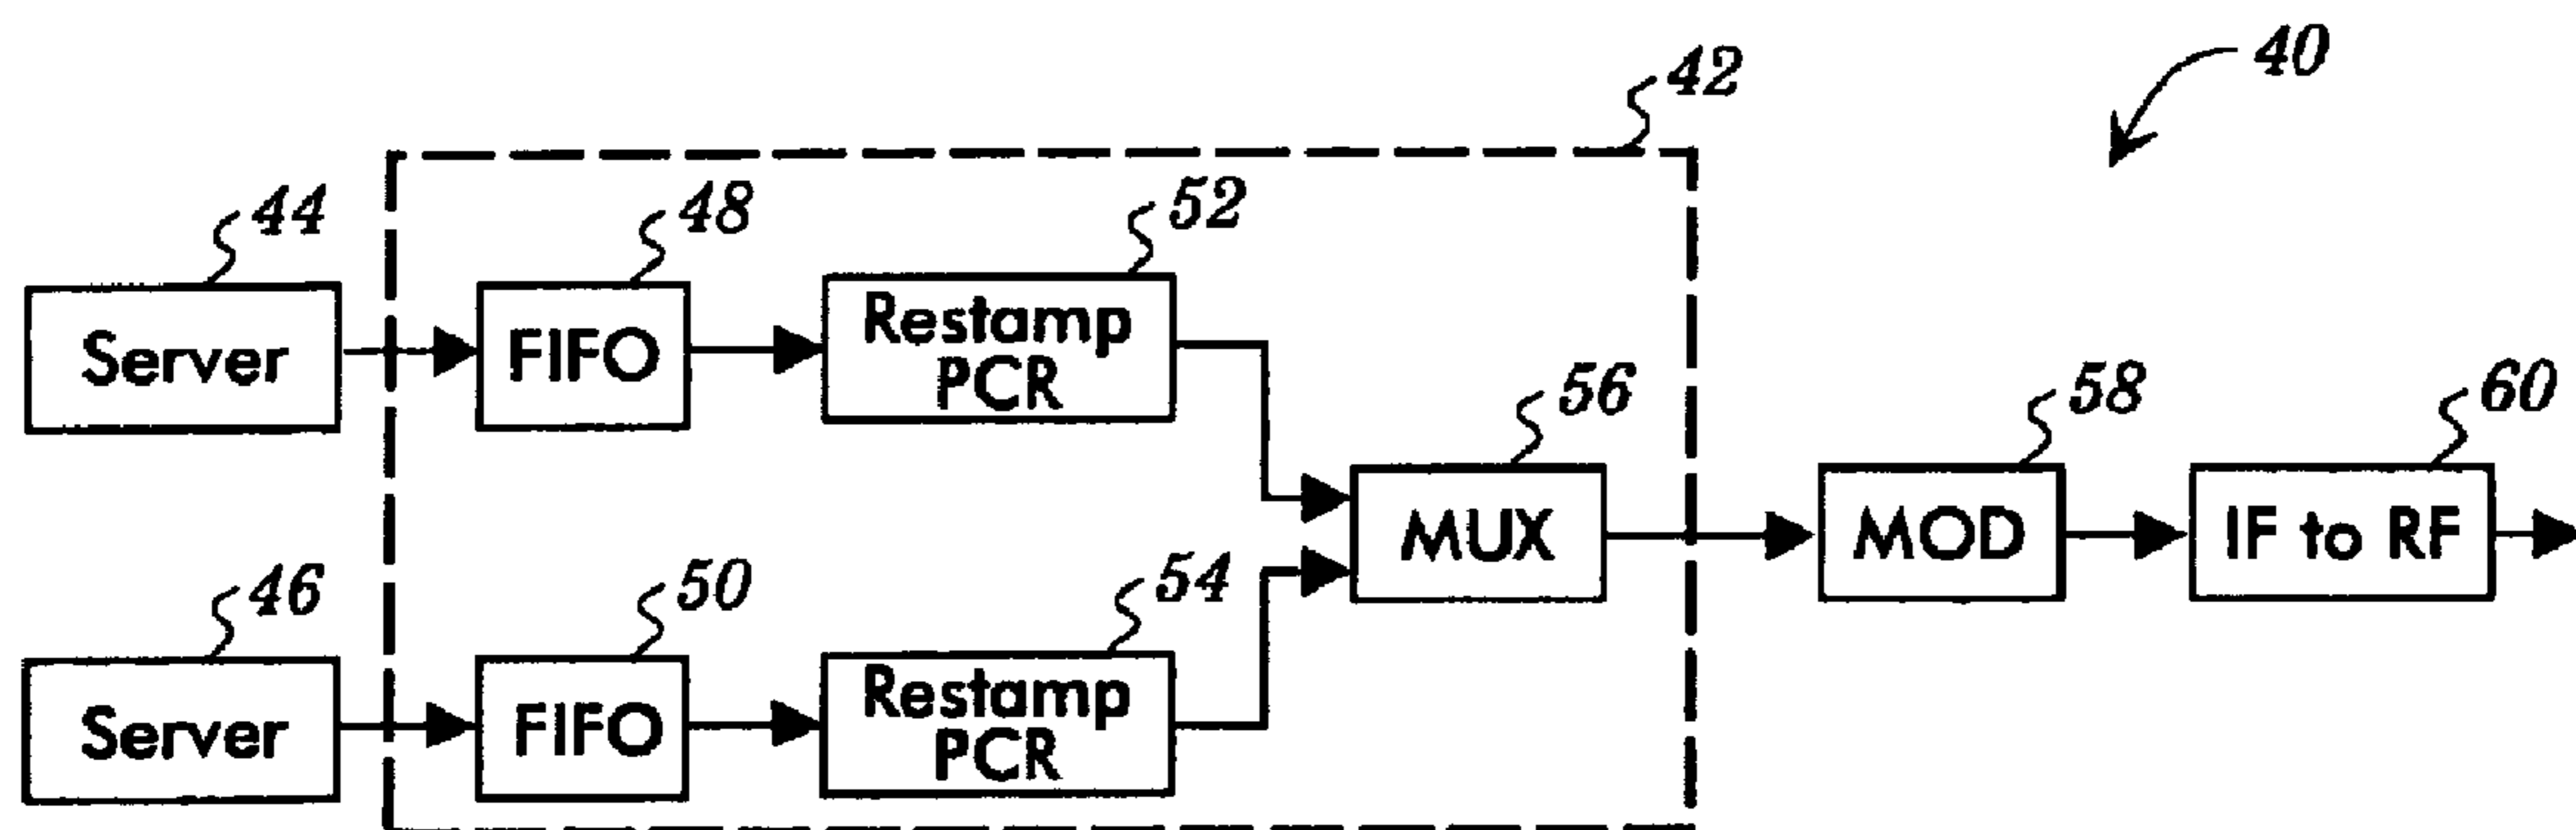 40
42
44
48
52
Server
FIFO
Restamp
PCR
56
58
60
MUX
MOD
IF to RF
46
50
54
Server
FIFO
Restamp
PCR